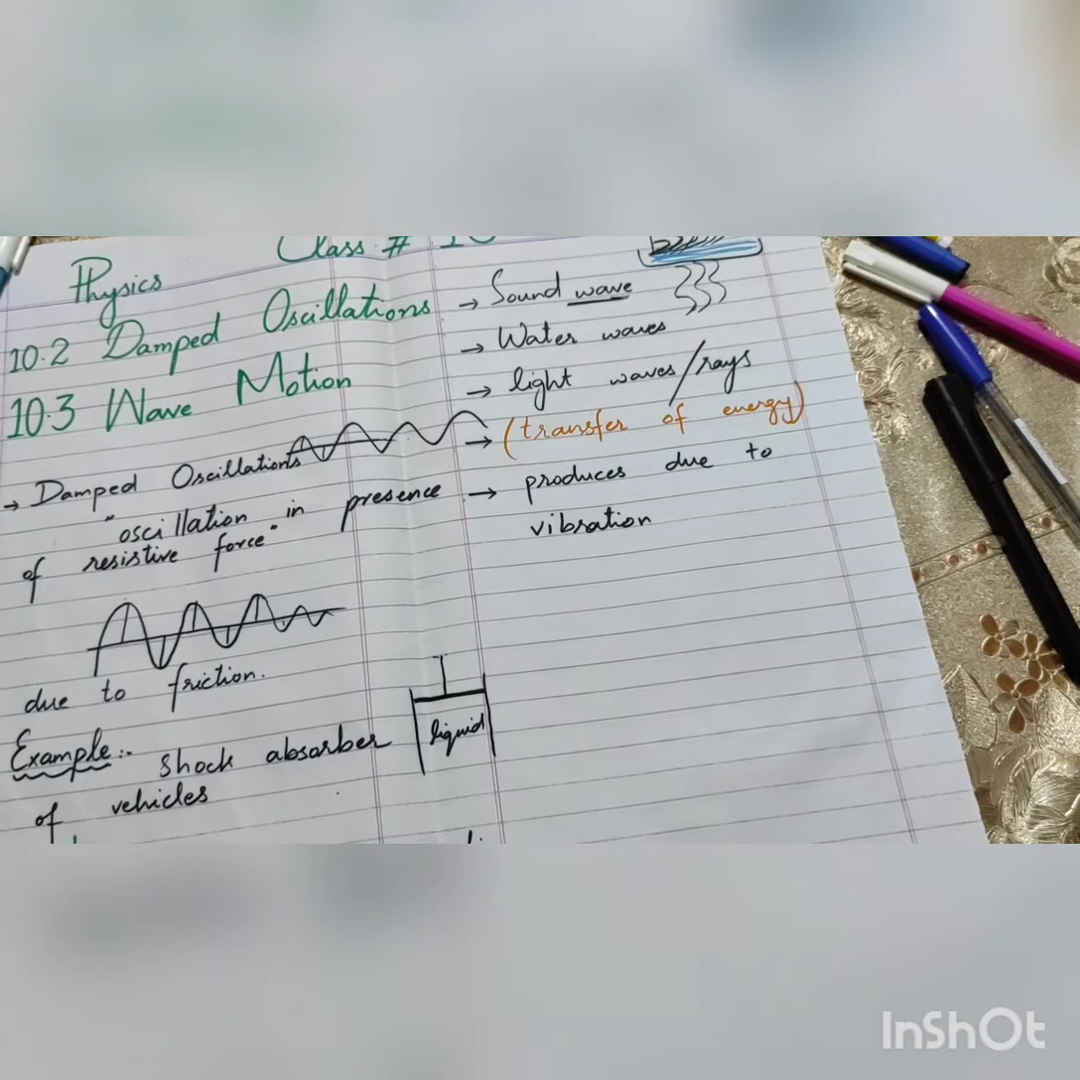 Class # 10
Physics
10.2 Damped Oscillations
10.3 Wave Motion
→ Damped Oscillations
"oscillation in presence
of resistive force"
due to friction.
Example:- Shock absorber
of vehicles
liquid
→ Sound wave
→ Water waves
→ light waves/rays
→ (transfer of energy)
→ produces due to
vibration
InShOt